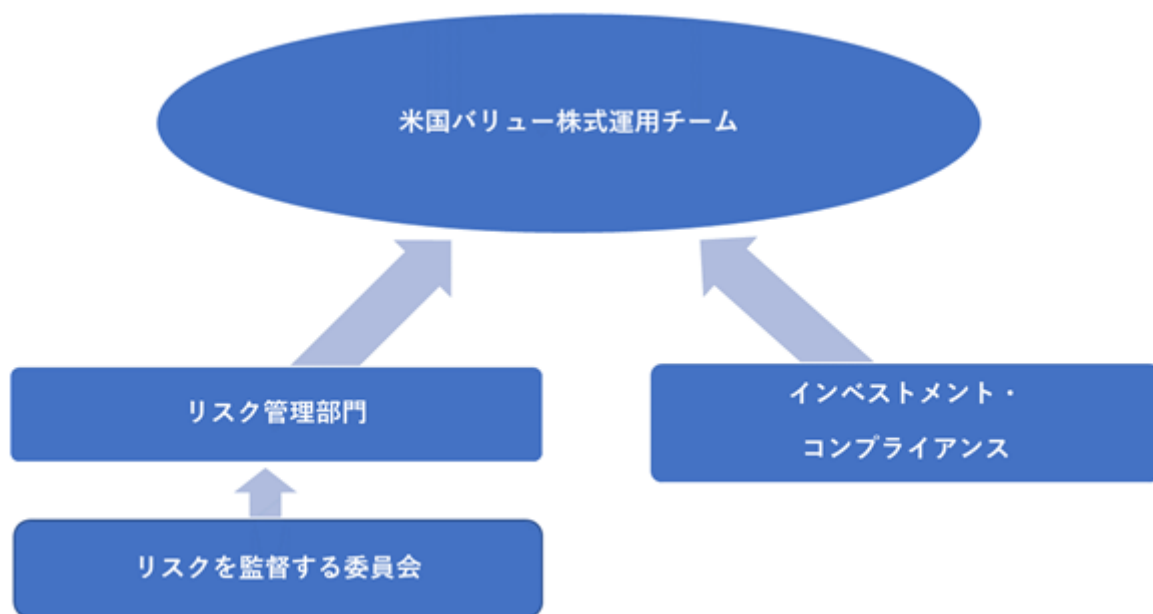 米国バリュー株式運用チーム
リスク管理部門
インベストメント・
コンプライアンス
リスクを監督する委員会